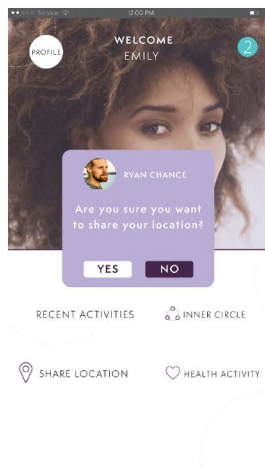 Service 12:00 PM
PROFILE
WELCOME
EMILY
2
RYAN CHANCE
Are you sure you want
to share your location?
YES NO
RECENT ACTIVITIES INNER CIRCLE
SHARE LOCATION HEALTH ACTIVITY